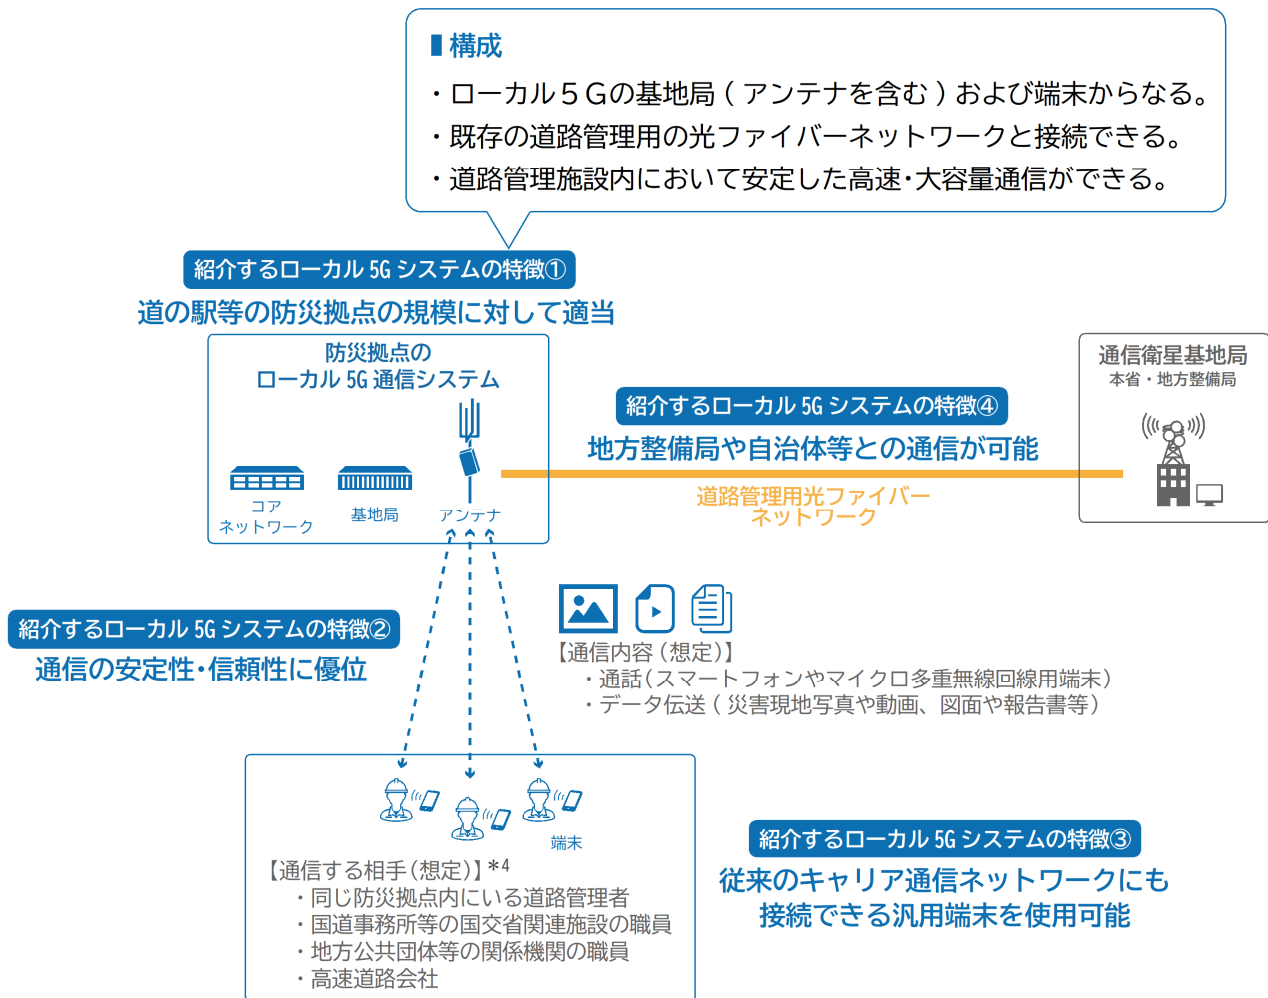 構成
・ローカル５Gの基地局（アンテナを含む）および端末からなる。
・既存の道路管理用の光ファイバーネットワークと接続できる。
・道路管理施設内において安定した高速・大容量通信ができる。
紹介するローカル 5G システムの特徴①
道の駅等の防災拠点の規模に対して適当
防災拠点の
ローカル 5G 通信システム
コア
ネットワーク
基地局
アンテナ
紹介するローカル 5G システムの特徴④
地方整備局や自治体等との通信が可能
道路管理用光ファイバー
ネットワーク
通信衛星基地局
本省・地方整備局
紹介するローカル 5G システムの特徴②
通信の安定性・信頼性に優位
【通信内容（想定）】
・通話（スマートフォンやマイクロ多重無線回線用端末）
・データ伝送（災害現地写真や動画、図面や報告書等）
端末
【通信する相手（想定）】*4
・同じ防災拠点内にいる道路管理者
・国道事務所等の国交省関連施設の職員
・地方公共団体等の関係機関の職員
・高速道路会社
紹介するローカル 5G システムの特徴③
従来のキャリア通信ネットワークにも
接続できる汎用端末を使用可能